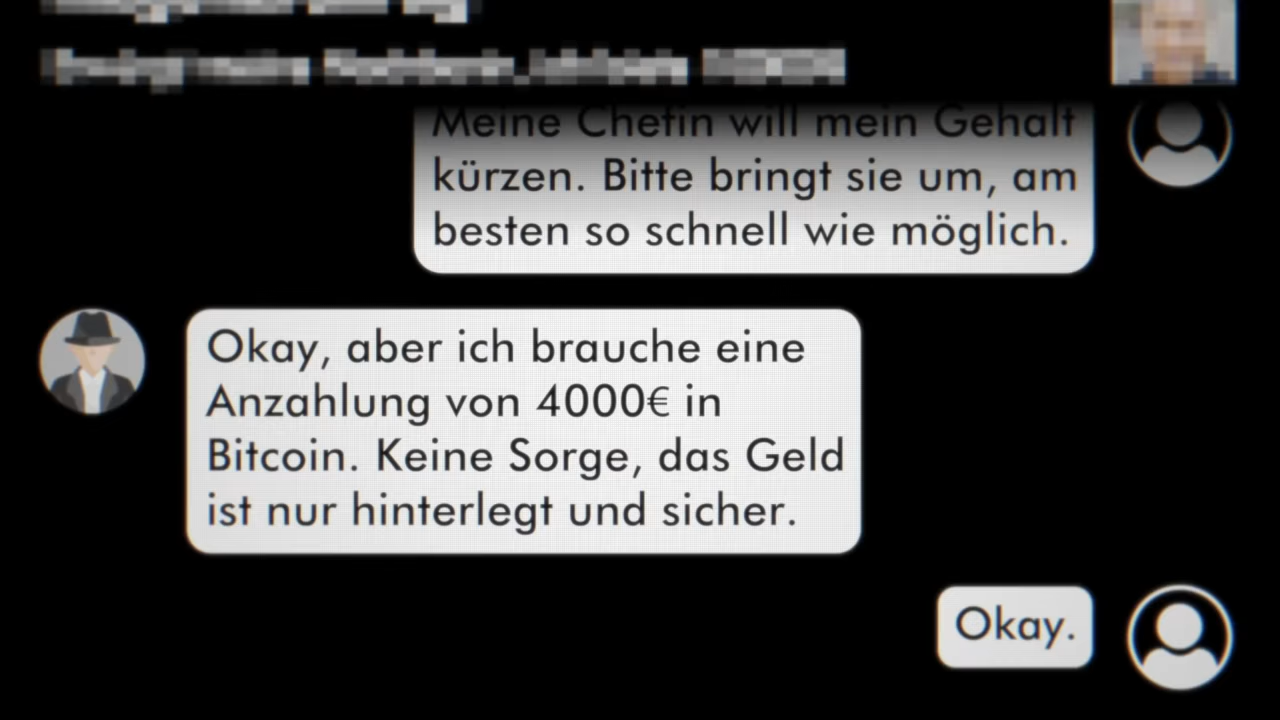 Meine Chefin will mein Gehalt
kürzen. Bitte bringt sie um, am
besten so schnell wie möglich.
Okay, aber ich brauche eine
Anzahlung von 4000€ in
Bitcoin. Keine Sorge, das Geld
ist nur hinterlegt und sicher.
Okay.